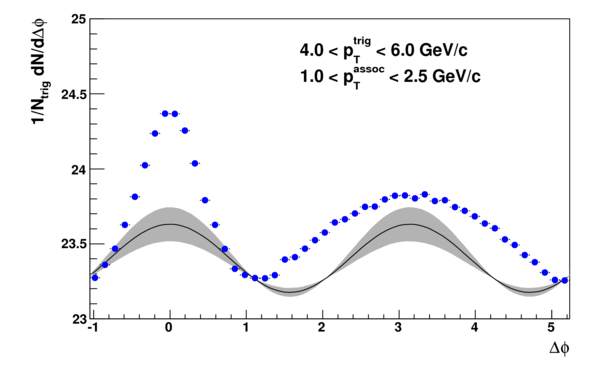 25
24.5
24
23.5
23
1/N_trig dN/dΔϕ
4.0 < p_T^trig < 6.0 GeV/c
1.0 < p_T^assoc < 2.5 GeV/c
-1 0 1 2 3 4 5
Δϕ